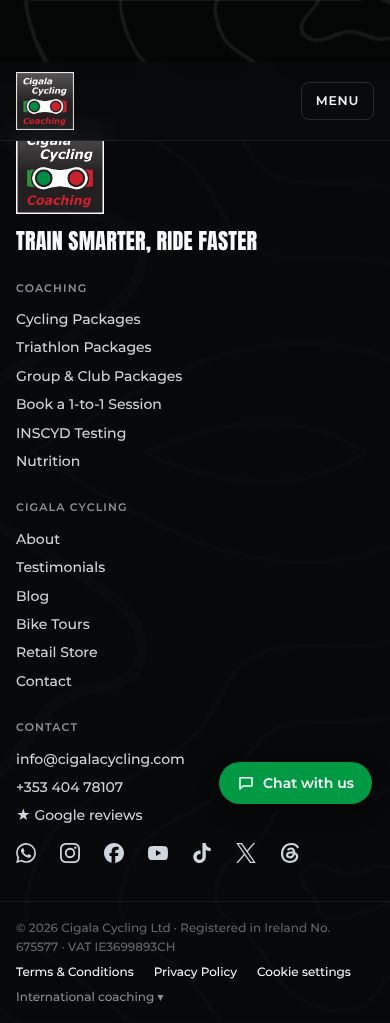 Cigala
Cycling
Coaching
MENU
Cigala
Cycling
Coaching
TRAIN SMARTER, RIDE FASTER
COACHING
Cycling Packages
Triathlon Packages
Group & Club Packages
Book a 1-to-1 Session
INSCYD Testing
Nutrition
CIGALA CYCLING
About
Testimonials
Blog
Bike Tours
Retail Store
Contact
CONTACT
info@cigalacycling.com
+353 404 78107
Chat with us
★ Google reviews
© 2026 Cigala Cycling Ltd · Registered in Ireland No.
675577 · VAT IE3699893CH
Terms & Conditions Privacy Policy Cookie settings
International coaching ▾